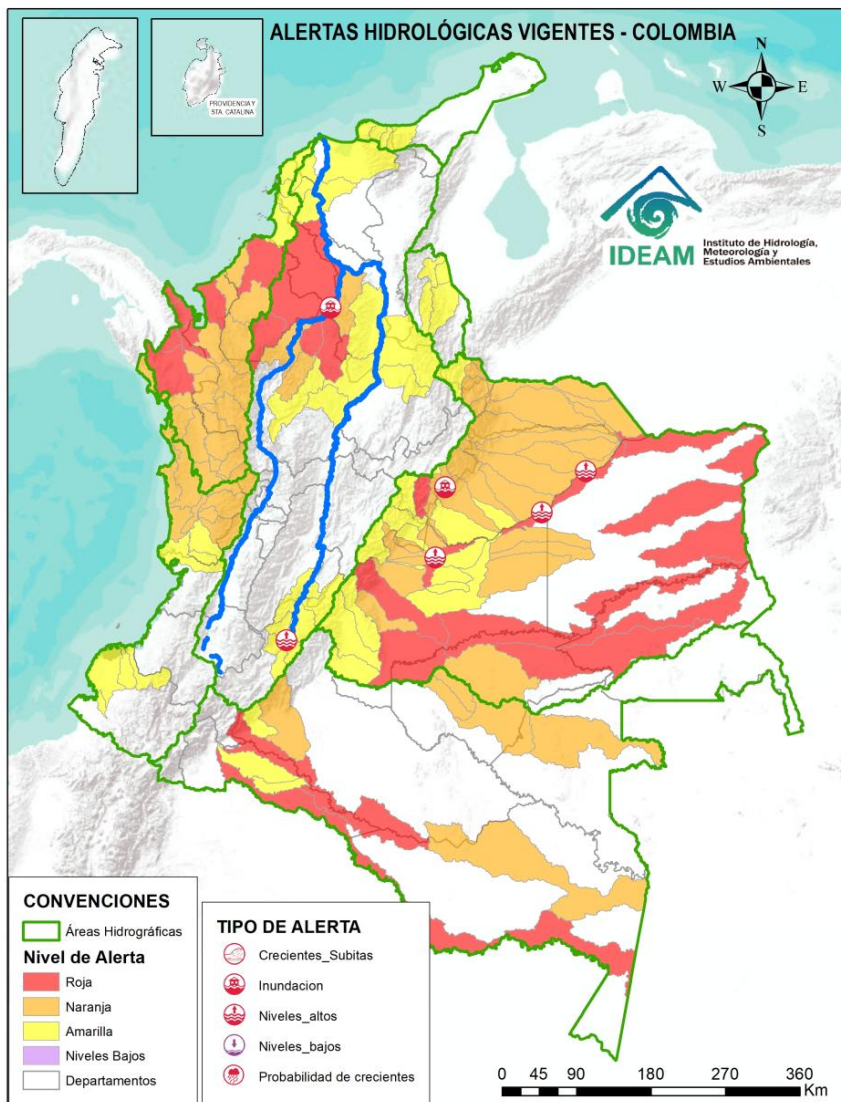 ALERTAS HIDROLÓGICAS VIGENTES - COLOMBIA
PROVIDENCIA Y
STA. CATALINA
N
W
E
S
IDEAM
Instituto de Hidrología,
Meteorología y
Estudios Ambientales
CONVENCIONES
Áreas Hidrográficas
Nivel de Alerta
Roja
Naranja
Amarilla
Niveles Bajos
Departamentos
TIPO DE ALERTA
Crecientes_Subitas
Inundacion
Niveles_altos
Niveles_bajos
Probabilidad de crecientes
0 45 90 180 270 360
Km